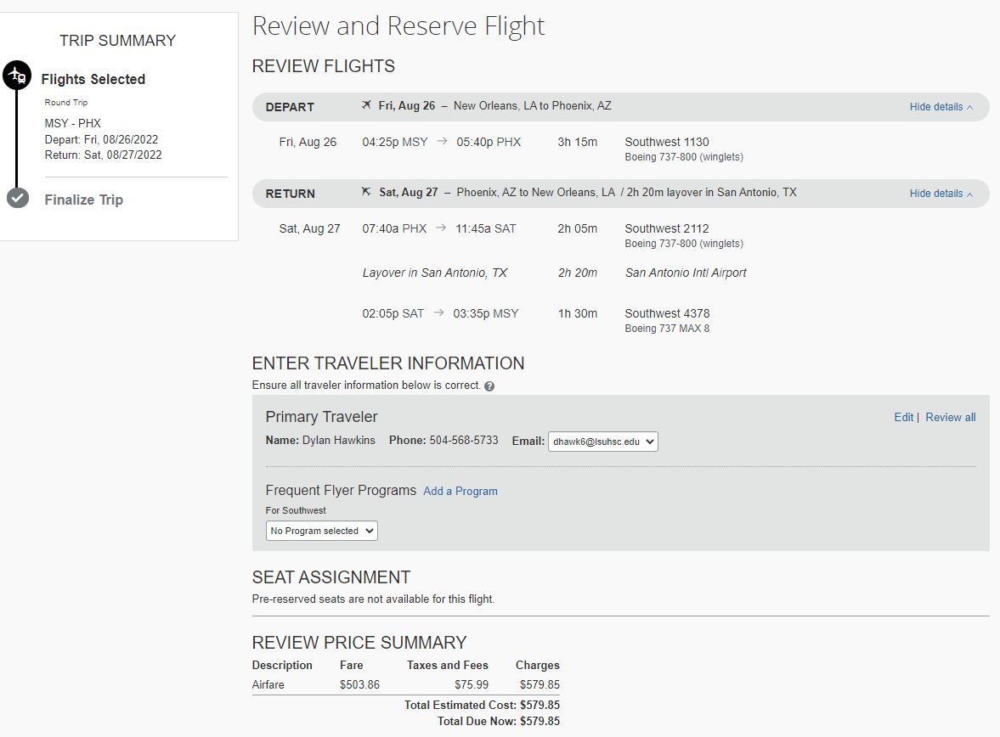 TRIP SUMMARY
Flights Selected
Round Trip
MSY - PHX
Depart: Fri, 08/26/2022
Return: Sat, 08/27/2022
Finalize Trip
Review and Reserve Flight
REVIEW FLIGHTS
DEPART Fri, Aug 26 – New Orleans, LA to Phoenix, AZ Hide details
Fri, Aug 26 04:25p MSY → 05:40p PHX 3h 15m Southwest 1130
Boeing 737-800 (winglets)
RETURN Sat, Aug 27 – Phoenix, AZ to New Orleans, LA / 2h 20m layover in San Antonio, TX Hide details
Sat, Aug 27 07:40a PHX → 11:45a SAT 2h 05m Southwest 2112
Boeing 737-800 (winglets)
Layover in San Antonio, TX 2h 20m San Antonio Intl Airport
02:05p SAT → 03:35p MSY 1h 30m Southwest 4378
Boeing 737 MAX 8
ENTER TRAVELER INFORMATION
Ensure all traveler information below is correct. ?
Primary Traveler Edit | Review all
Name: Dylan Hawkins Phone: 504-568-5733 Email: dhawk6@lsuhsc.edu
Frequent Flyer Programs Add a Program
For Southwest
No Program selected
SEAT ASSIGNMENT
Pre-reserved seats are not available for this flight.
REVIEW PRICE SUMMARY
Description Fare Taxes and Fees Charges
Airfare $503.86 $75.99 $579.85
Total Estimated Cost: $579.85
Total Due Now: $579.85